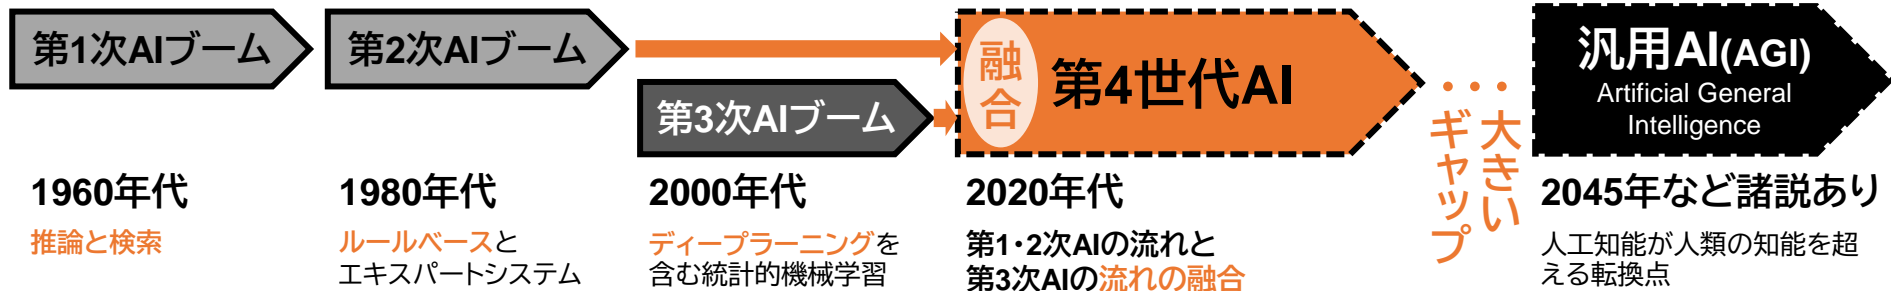 第1次AIブーム
1960年代
推論と検索
第2次AIブーム
1980年代
ルールベースと
エキスパートシステム
第3次AIブーム
2000年代
ディープラーニングを
含む統計的機械学習
融合
第4世代AI
2020年代
第1・2次AIの流れと
第3次AIの流れの融合
・・・
大きい
ギャップ
汎用AI(AGI)
Artificial General
Intelligence
2045年など諸説あり
人工知能が人類の知能を超
える転換点